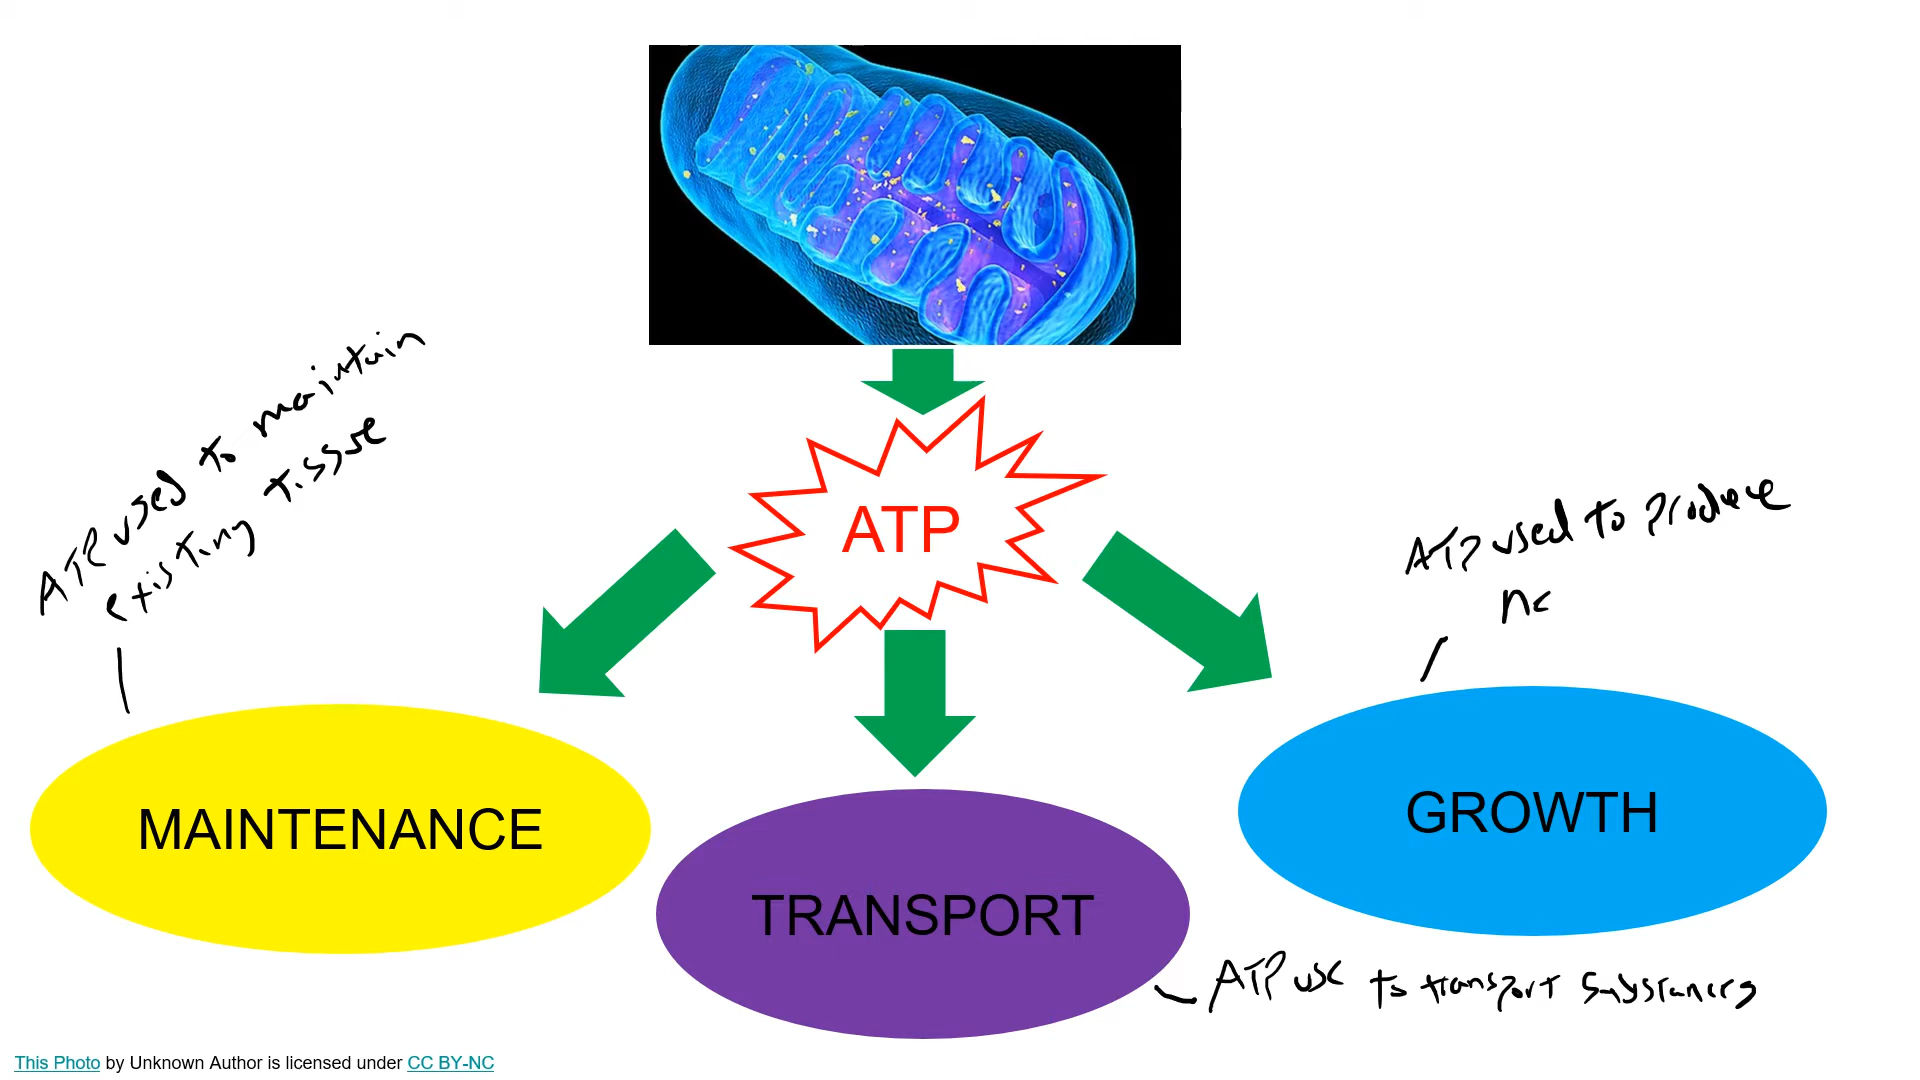 ATP used to maintain
existing tissue
ATP
ATP used to produce
ne
MAINTENANCE
TRANSPORT
GROWTH
ATP use to transport substances
This Photo by Unknown Author is licensed under CC BY-NC